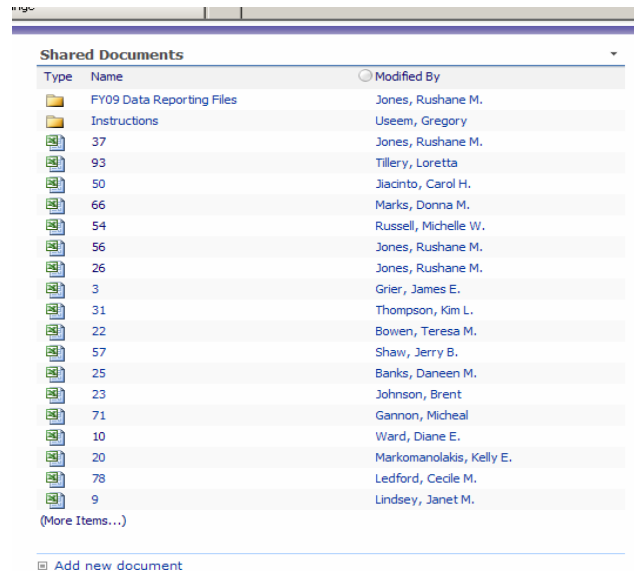 Shared Documents
Type Name Modified By
FY09 Data Reporting Files Jones, Rushane M.
Instructions Useem, Gregory
37 Jones, Rushane M.
93 Tillery, Loretta
50 Jiacinto, Carol H.
66 Marks, Donna M.
54 Russell, Michelle W.
56 Jones, Rushane M.
26 Jones, Rushane M.
3 Grier, James E.
31 Thompson, Kim L.
22 Bowen, Teresa M.
57 Shaw, Jerry B.
25 Banks, Daneen M.
23 Johnson, Brent
71 Gannon, Micheal
10 Ward, Diane E.
20 Markomanolakis, Kelly E.
78 Ledford, Cecile M.
9 Lindsey, Janet M.
(More Items...)
Add new document